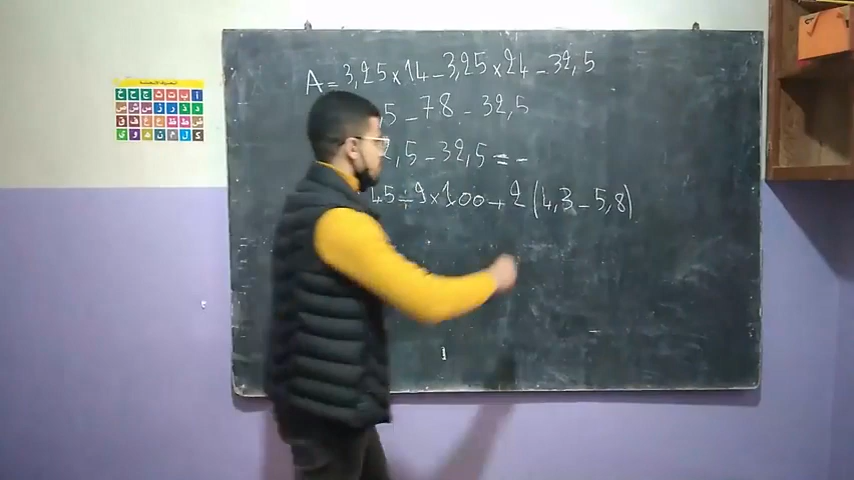 A = 3,25 × 14 - 3,25 × 24 - 32,5
,5 - 78 - 32,5
2,5 - 32,5 = -
45 ÷ 9 × 100 + 2 (4,3 - 5,8)
أ ب ت ث ج ح خ
د ذ ر ز س ش
ك ل م ن ه و ي